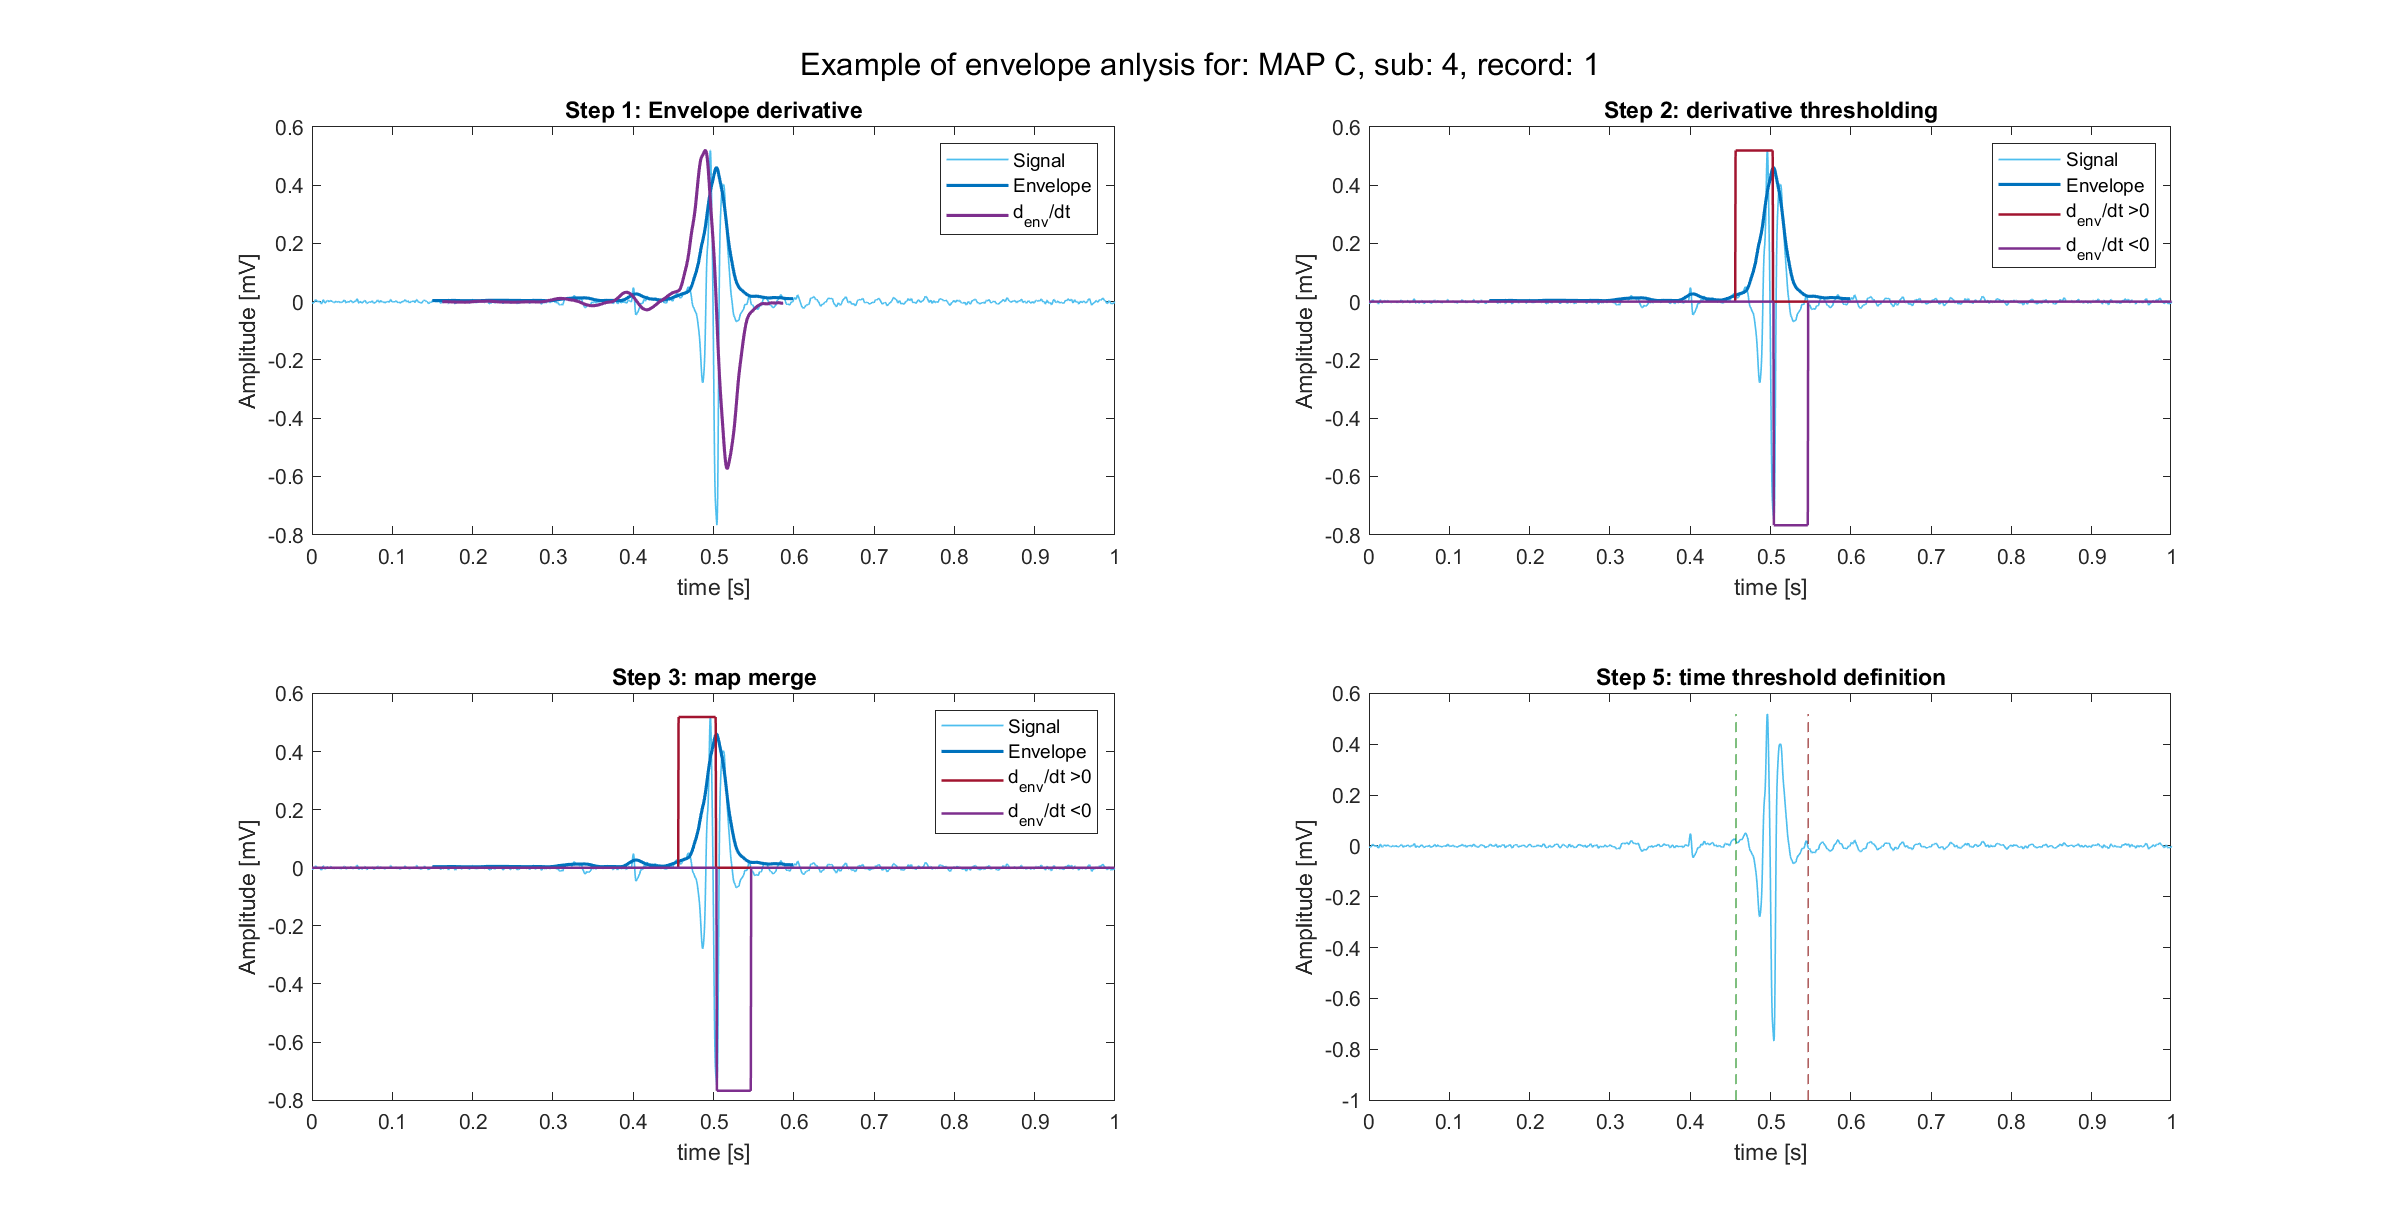 Example of envelope anlysis for: MAP C, sub: 4, record: 1
Step 1: Envelope derivative
Signal
Envelope
d_env/dt
Amplitude [mV]
0.6
0.4
0.2
0
-0.2
-0.4
-0.6
-0.8
0 0.1 0.2 0.3 0.4 0.5 0.6 0.7 0.8 0.9 1
time [s]
Step 2: derivative thresholding
Signal
Envelope
d_env/dt >0
d_env/dt <0
Amplitude [mV]
0.6
0.4
0.2
0
-0.2
-0.4
-0.6
-0.8
0 0.1 0.2 0.3 0.4 0.5 0.6 0.7 0.8 0.9 1
time [s]
Step 3: map merge
Signal
Envelope
d_env/dt >0
d_env/dt <0
Amplitude [mV]
0.6
0.4
0.2
0
-0.2
-0.4
-0.6
-0.8
0 0.1 0.2 0.3 0.4 0.5 0.6 0.7 0.8 0.9 1
time [s]
Step 5: time threshold definition
Amplitude [mV]
0.6
0.4
0.2
0
-0.2
-0.4
-0.6
-0.8
-1
0 0.1 0.2 0.3 0.4 0.5 0.6 0.7 0.8 0.9 1
time [s]